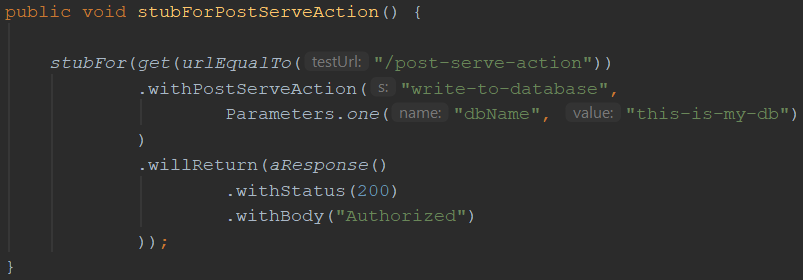 public void stubForPostServeAction() {
stubFor(get(urlEqualTo( testUrl: "/post-serve-action"))
.withPostServeAction( s: "write-to-database",
Parameters.one( name: "dbName", value: "this-is-my-db")
)
.willReturn(aResponse()
.withStatus(200)
.withBody("Authorized")
));
}